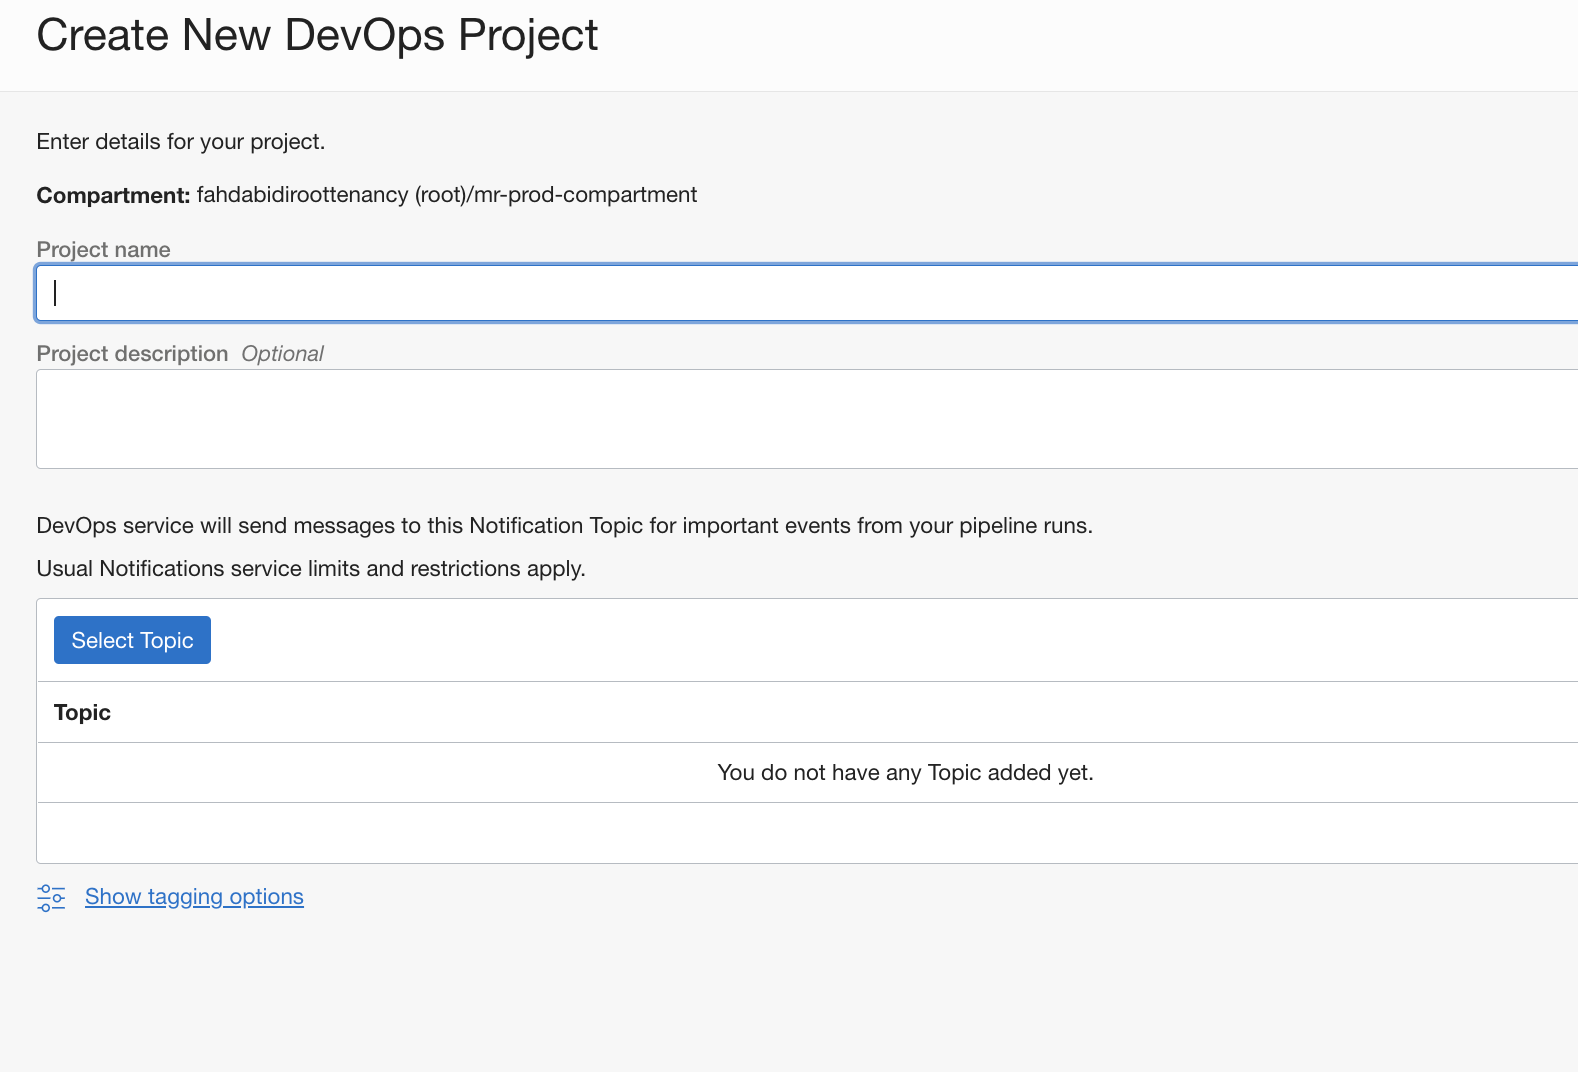 Create New DevOps Project
Enter details for your project.
Compartment: fahdabidiroottenancy (root)/mr-prod-compartment
Project name
Project description Optional
DevOps service will send messages to this Notification Topic for important events from your pipeline runs.
Usual Notifications service limits and restrictions apply.
Select Topic
Topic
You do not have any Topic added yet.
Show tagging options